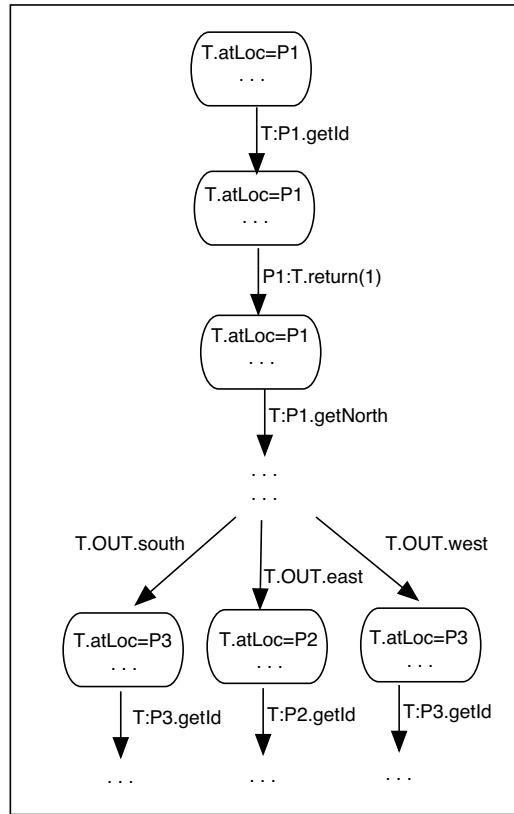 T.atLoc=P1
. . .
T:P1.getId
T.atLoc=P1
. . .
P1:T.return(1)
T.atLoc=P1
. . .
T:P1.getNorth
. . .
. . .
T.OUT.south
T.OUT.east
T.OUT.west
T.atLoc=P3
. . .
T.atLoc=P2
. . .
T.atLoc=P3
. . .
T:P3.getId
T:P2.getId
T:P3.getId
. . .
. . .
. . .